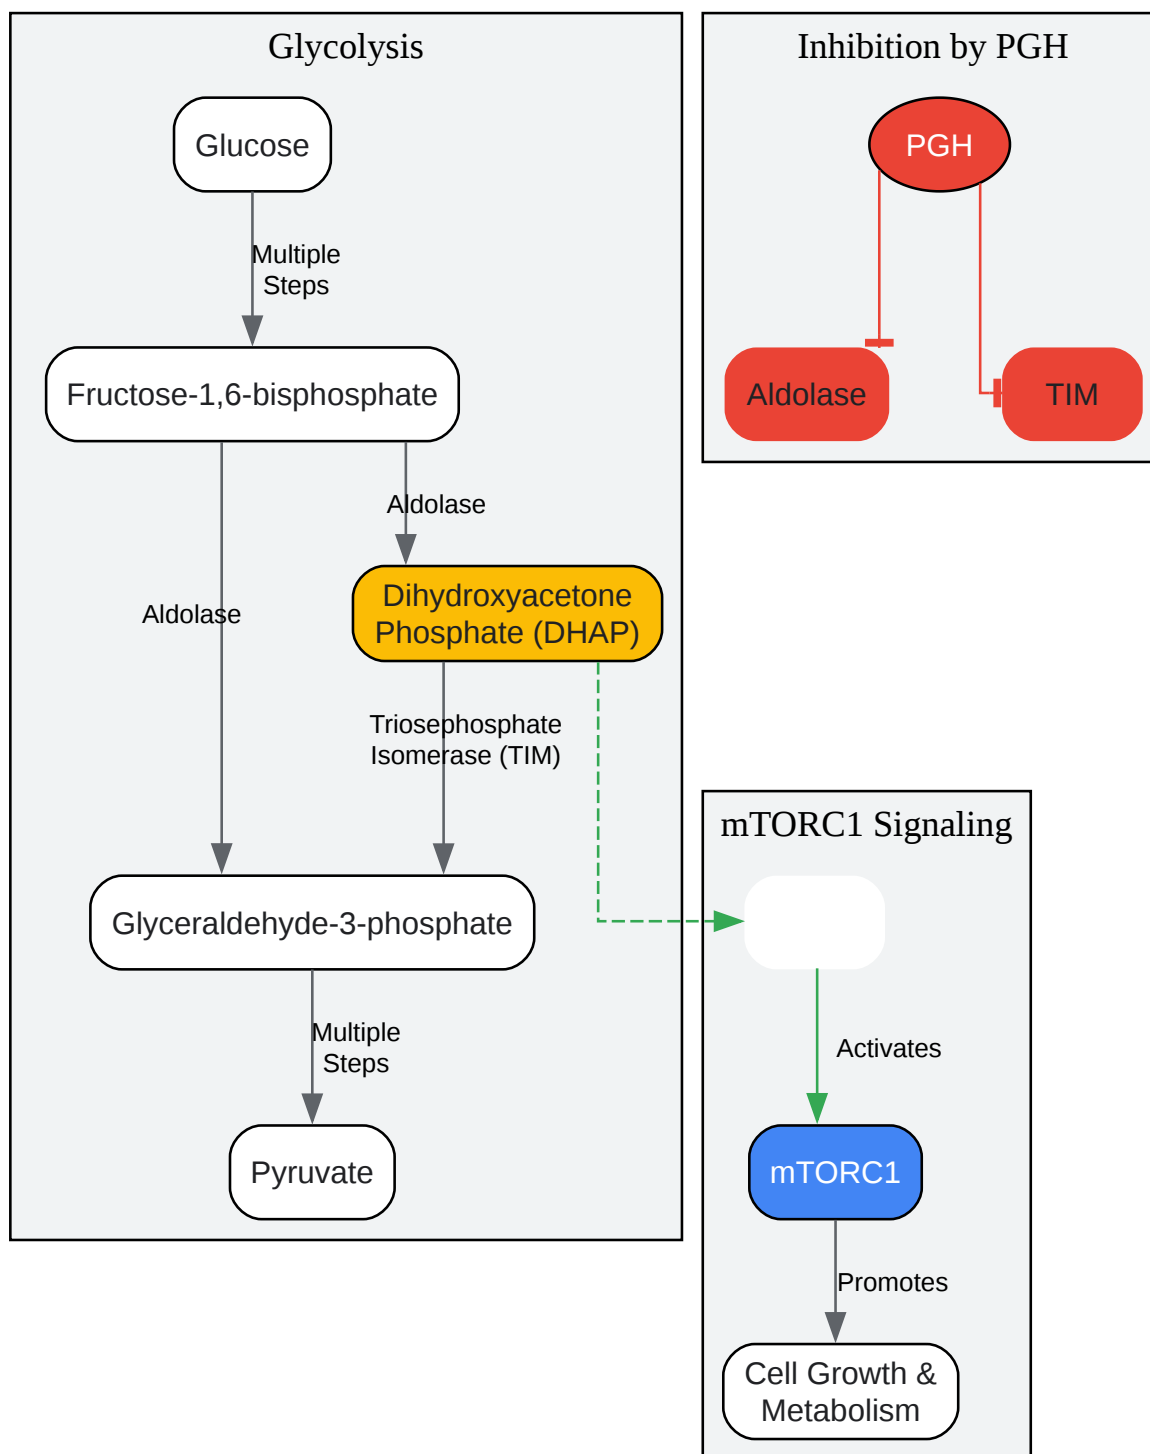 Glycolysis
Glucose
Multiple
Steps
Fructose-1,6-bisphosphate
Aldolase
Dihydroxyacetone
Phosphate (DHAP)
Aldolase
Triosephosphate
Isomerase (TIM)
Glyceraldehyde-3-phosphate
Multiple
Steps
Pyruvate
Inhibition by PGH
PGH
Aldolase
TIM
mTORC1 Signaling
Activates
mTORC1
Promotes
Cell Growth &
Metabolism